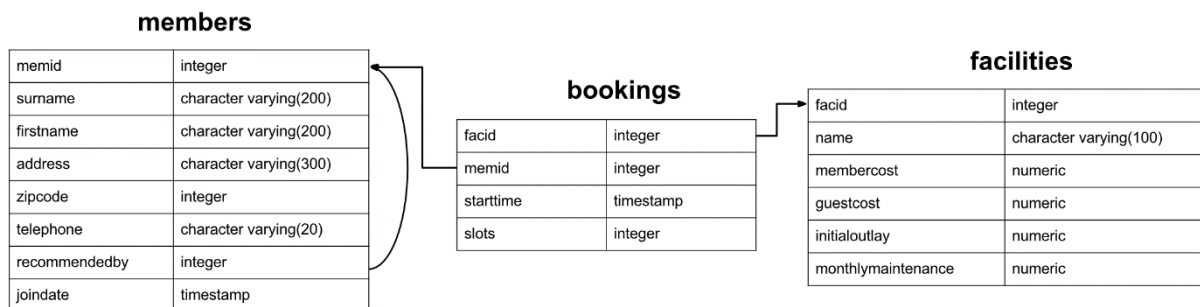 members
memid integer
surname character varying(200)
firstname character varying(200)
address character varying(300)
zipcode integer
telephone character varying(20)
recommendedby integer
joindate timestamp
bookings
facid integer
memid integer
starttime timestamp
slots integer
facilities
facid integer
name character varying(100)
membercost numeric
guestcost numeric
initialoutlay numeric
monthlymaintenance numeric